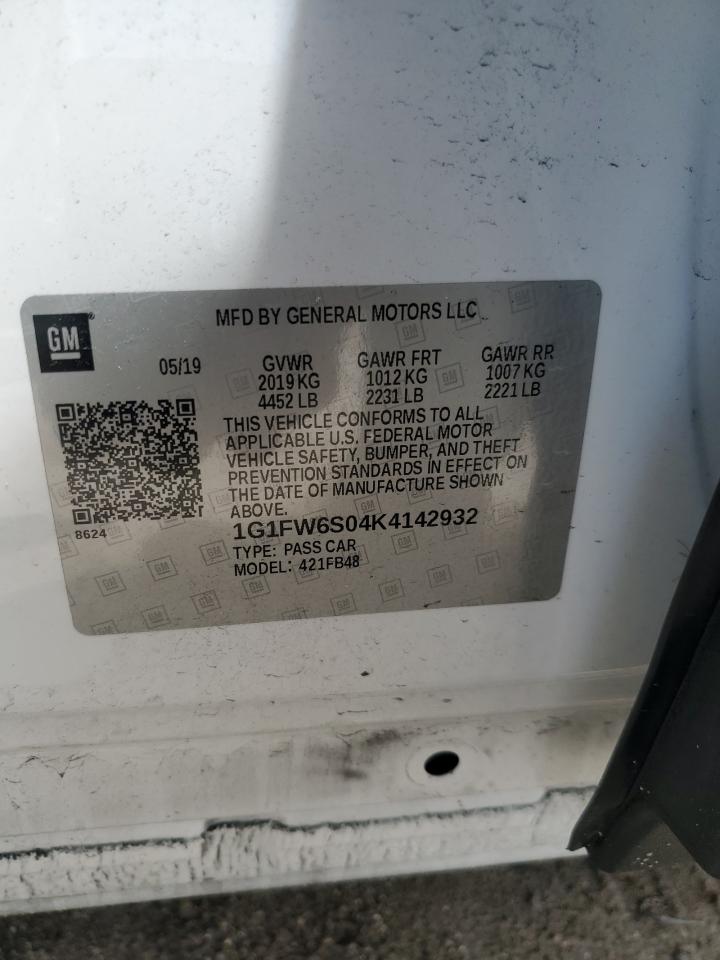 GM
MFD BY GENERAL MOTORS LLC
05/19
GVWR
2019 KG
4452 LB
GAWR FRT
1012 KG
2231 LB
GAWR RR
1007 KG
2221 LB
THIS VEHICLE CONFORMS TO ALL
APPLICABLE U.S. FEDERAL MOTOR
VEHICLE SAFETY, BUMPER, AND THEFT
PREVENTION STANDARDS IN EFFECT ON
THE DATE OF MANUFACTURE SHOWN
ABOVE.
8624
1G1FW6S04K4142932
TYPE: PASS CAR
MODEL: 421FB48